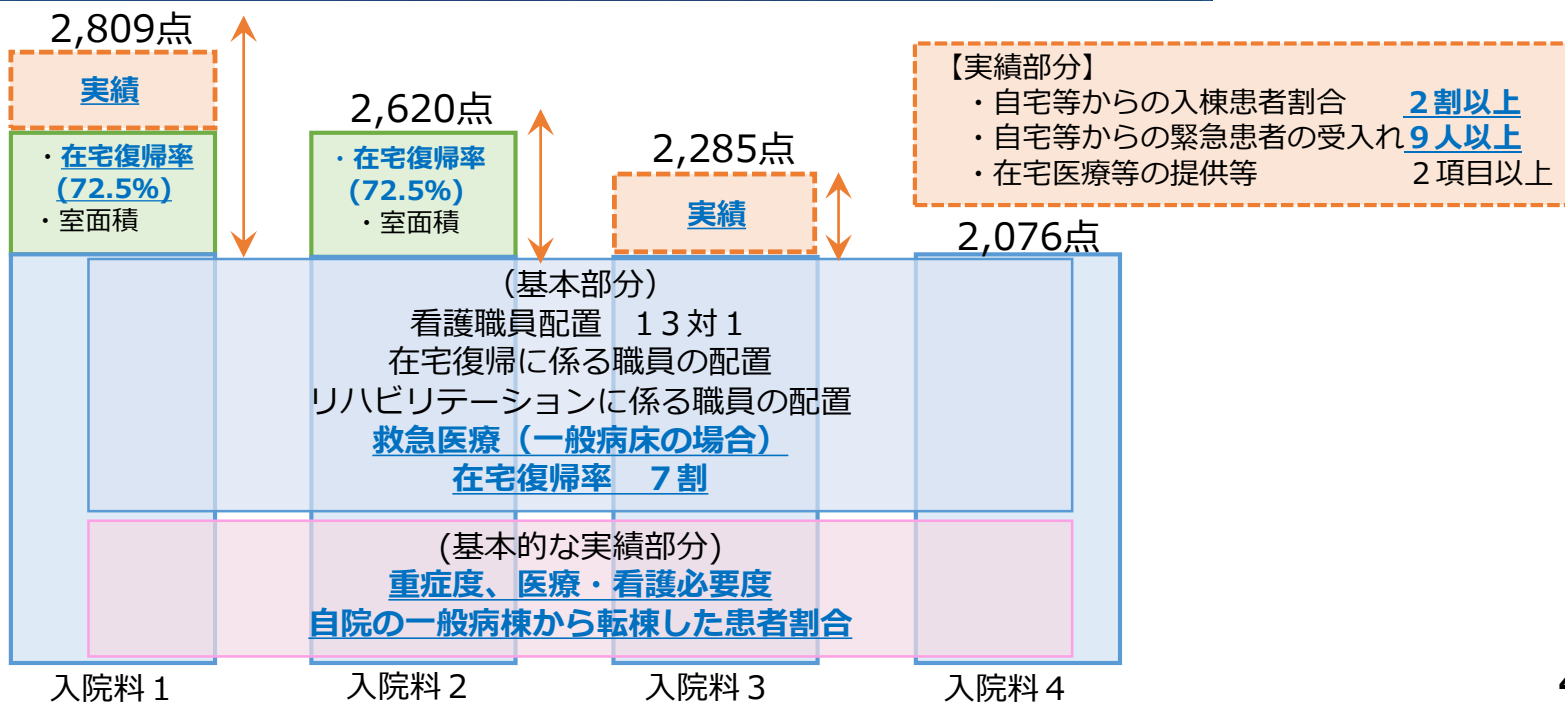 2,809点
実績
・在宅復帰率
(72.5%)
・室面積
2,620点
・在宅復帰率
(72.5%)
・室面積
2,285点
実績
2,076点
【実績部分】
・自宅等からの入棟患者割合　２割以上
・自宅等からの緊急患者の受入れ９人以上
・在宅医療等の提供等　２項目以上
（基本部分）
看護職員配置　１３対１
在宅復帰に係る職員の配置
リハビリテーションに係る職員の配置
救急医療（一般病床の場合）
在宅復帰率　７割
(基本的な実績部分)
重症度、医療・看護必要度
自院の一般病棟から転棟した患者割合
入院料１
入院料２
入院料３
入院料４